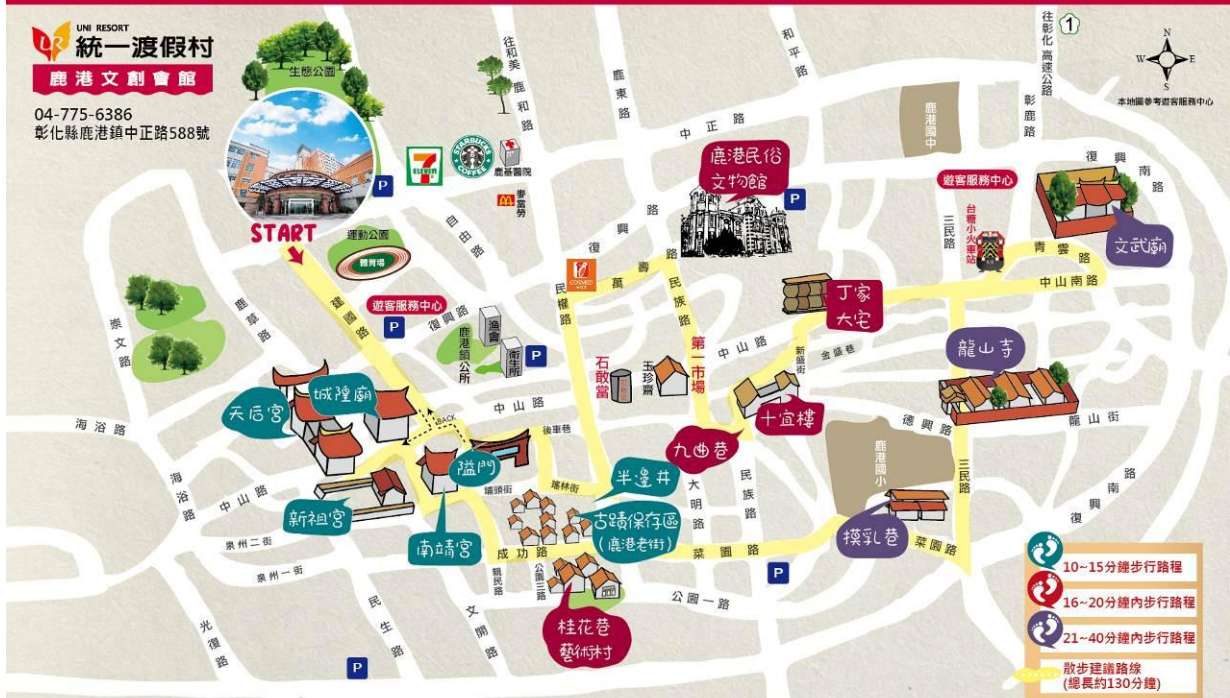 UNI RESORT
統一渡假村
鹿港文創會館
04-775-6386
彰化縣鹿港鎮中正路588號
生態公園
START
往和美
鹿和路
鹿東路
和平路
往彰化
高速公路
1
彰鹿路
N
W
E
S
本地圖參考遊客服務中心
7
ELEVEN
STARBUCKS
COFFEE
鹿基醫院
麥當勞
P
中正路
鹿港國中
鹿港民俗
文物館
P
遊客服務中心
台糖小火車站
三民路
復興南路
文武廟
青雲路
中山南路
運動公園
體育場
自由路
復興路
COSMED
萬壽路
民權路
民族路
丁家
大宅
建國路
遊客服務中心
P
復興路
漁會
衛生所
P
鹿港鎮公所
鹿草路
崇文路
石敢當
玉珍齋
第一市場
中山路
新盛街
金盛巷
龍山寺
龍山街
十宜樓
九曲巷
德興路
鹿港國小
三民路
天后宮
城隍廟
BACK
中山路
後車巷
隘門
海浴路
海浴路
中山路
新祖宮
南靖宮
埔頭街
瑤林街
半邊井
古蹟保存區
(鹿港老街)
大明路
民族路
摸乳巷
菜園路
復興南路
泉州二街
泉州一街
成功路
菜園路
P
親民路
公園三路
公園一路
桂花巷
藝術村
文開路
民生路
光復路
P
10~15分鐘步行路程
16~20分鐘內步行路程
21~40分鐘內步行路程
散步建議路線
(總長約130分鐘)